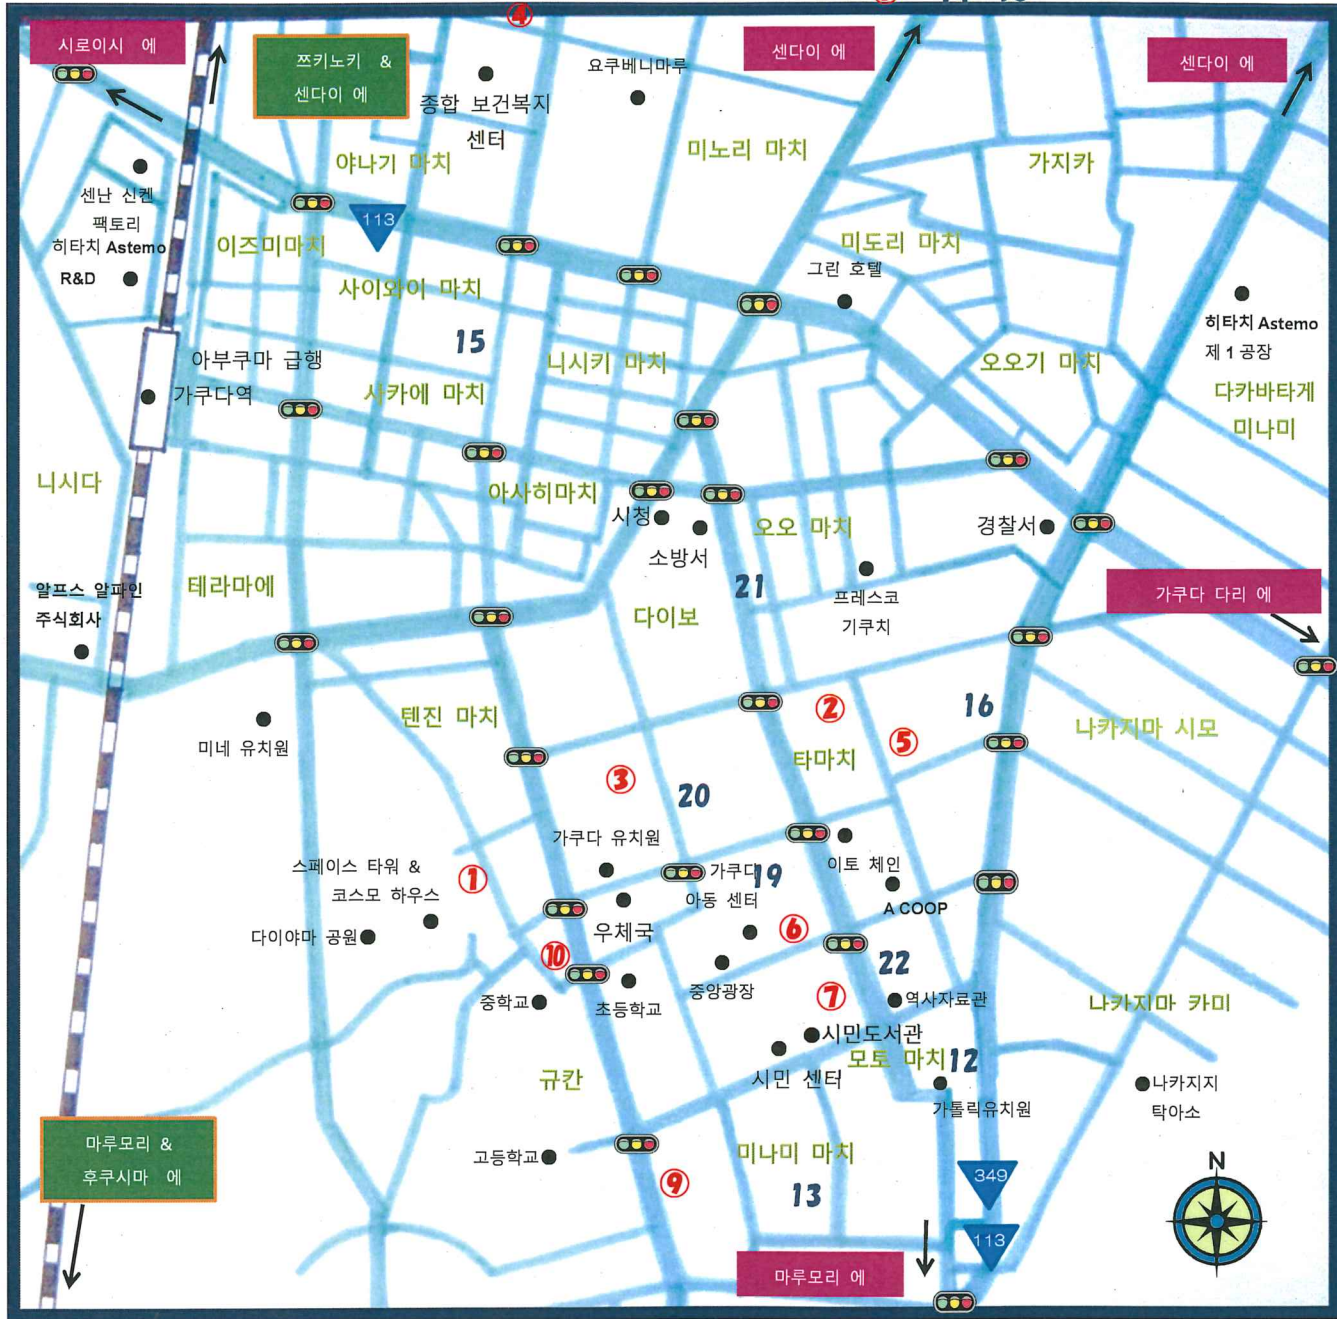 ④
시로이시 에
쯔키노키 &
센다이 에
센다이 에
센다이 에
요쿠베니마루
종합 보건복지
센터
야나기 마치
미노리 마치
가지카
센난 신켄
팩토리
히타치 Astemo
R&D
113
이즈미마치
미도리 마치
그린 호텔
사이와이 마치
15
히타치 Astemo
제 1 공장
아부쿠마 급행
가쿠다역
니시키 마치
오오기 마치
사카에 마치
다카바타게
미나미
니시다
아사히마치
시청
소방서
오오 마치
경찰서
알프스 알파인
주식회사
테라마에
다이보
21
프레스코
기쿠치
가쿠다 다리 에
텐진 마치
②
⑤
16
나카지마 시모
미네 유치원
타마치
③
20
가쿠다 유치원
스페이스 타워 &
코스모 하우스
①
가쿠다
아동 센터
19
이토 체인
A COOP
다이야마 공원
우체국
⑥
⑩
22
중학교
초등학교
중앙광장
⑦
역사자료관
나카지마 카미
시민도서관
시민 센터
모토 마치
12
규칸
가톨릭유치원
나카지지
탁아소
마루모리 &
후쿠시마 에
고등학교
⑨
미나미 마치
13
349
113
N
마루모리 에